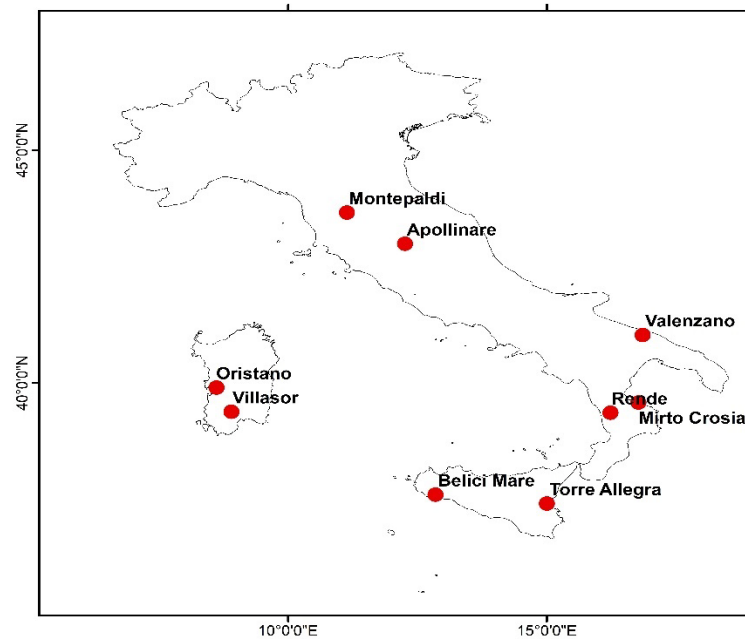 45°0'0"N
Montepaldi
Apollinare
Valenzano
40°0'0"N
Oristano
Villasor
Rende
Mirto Crosia
Belici Mare
Torre Allegra
10°0'0"E
15°0'0"E